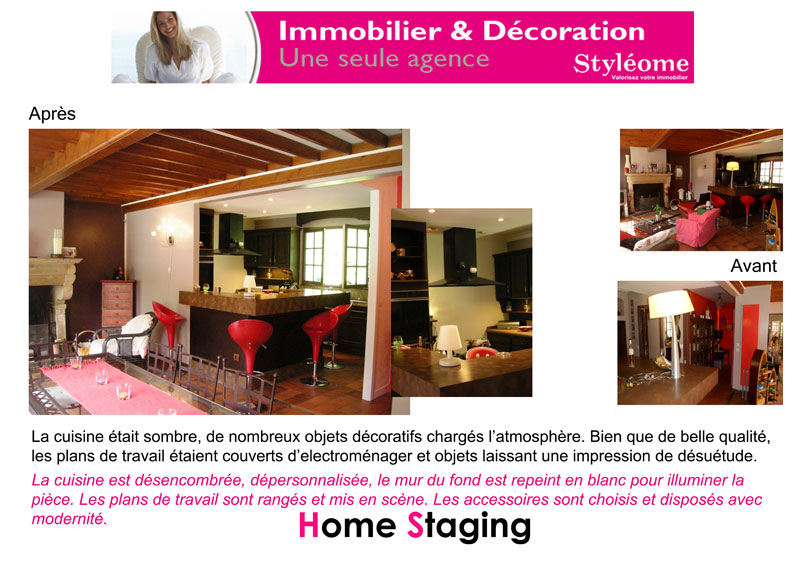 Immobilier & Décoration
Une seule agence
Styléome
Valorisez votre immobilier
Après
Avant
La cuisine était sombre, de nombreux objets décoratifs chargés l’atmosphère. Bien que de belle qualité,
les plans de travail étaient couverts d’electroménager et objets laissant une impression de désuétude.
La cuisine est désencombrée, dépersonnalisée, le mur du fond est repeint en blanc pour illuminer la
pièce. Les plans de travail sont rangés et mis en scène. Les accessoires sont choisis et disposés avec
modernité.
Home Staging